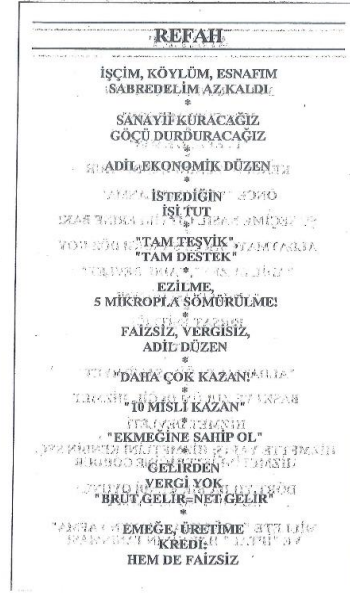 REFAH
İŞÇİM, KÖYLÜM, ESNAFIM
SABREDELİM AZ KALDI
*
SANAYİİ KURACAĞIZ
GÖÇÜ DURDURACAĞIZ
*
ADİL EKONOMİK DÜZEN
*
İSTEDİĞİN
İŞİ TUT
*
"TAM TEŞVİK",
"TAM DESTEK"
*
EZİLME,
5 MİKROPLA SÖMÜRÜLME!
*
FAİZSİZ, VERGİSİZ,
ADİL DÜZEN
*
"DAHA ÇOK KAZAN!"
*
"10 MİSLİ KAZAN"
*
"EKMEĞİNE SAHİP OL"
*
GELİRDEN
VERGİ YOK
"BRÜT GELİR=NET GELİR"
*
EMEĞE, ÜRETİME
KREDİ:
HEM DE FAİZSİZ